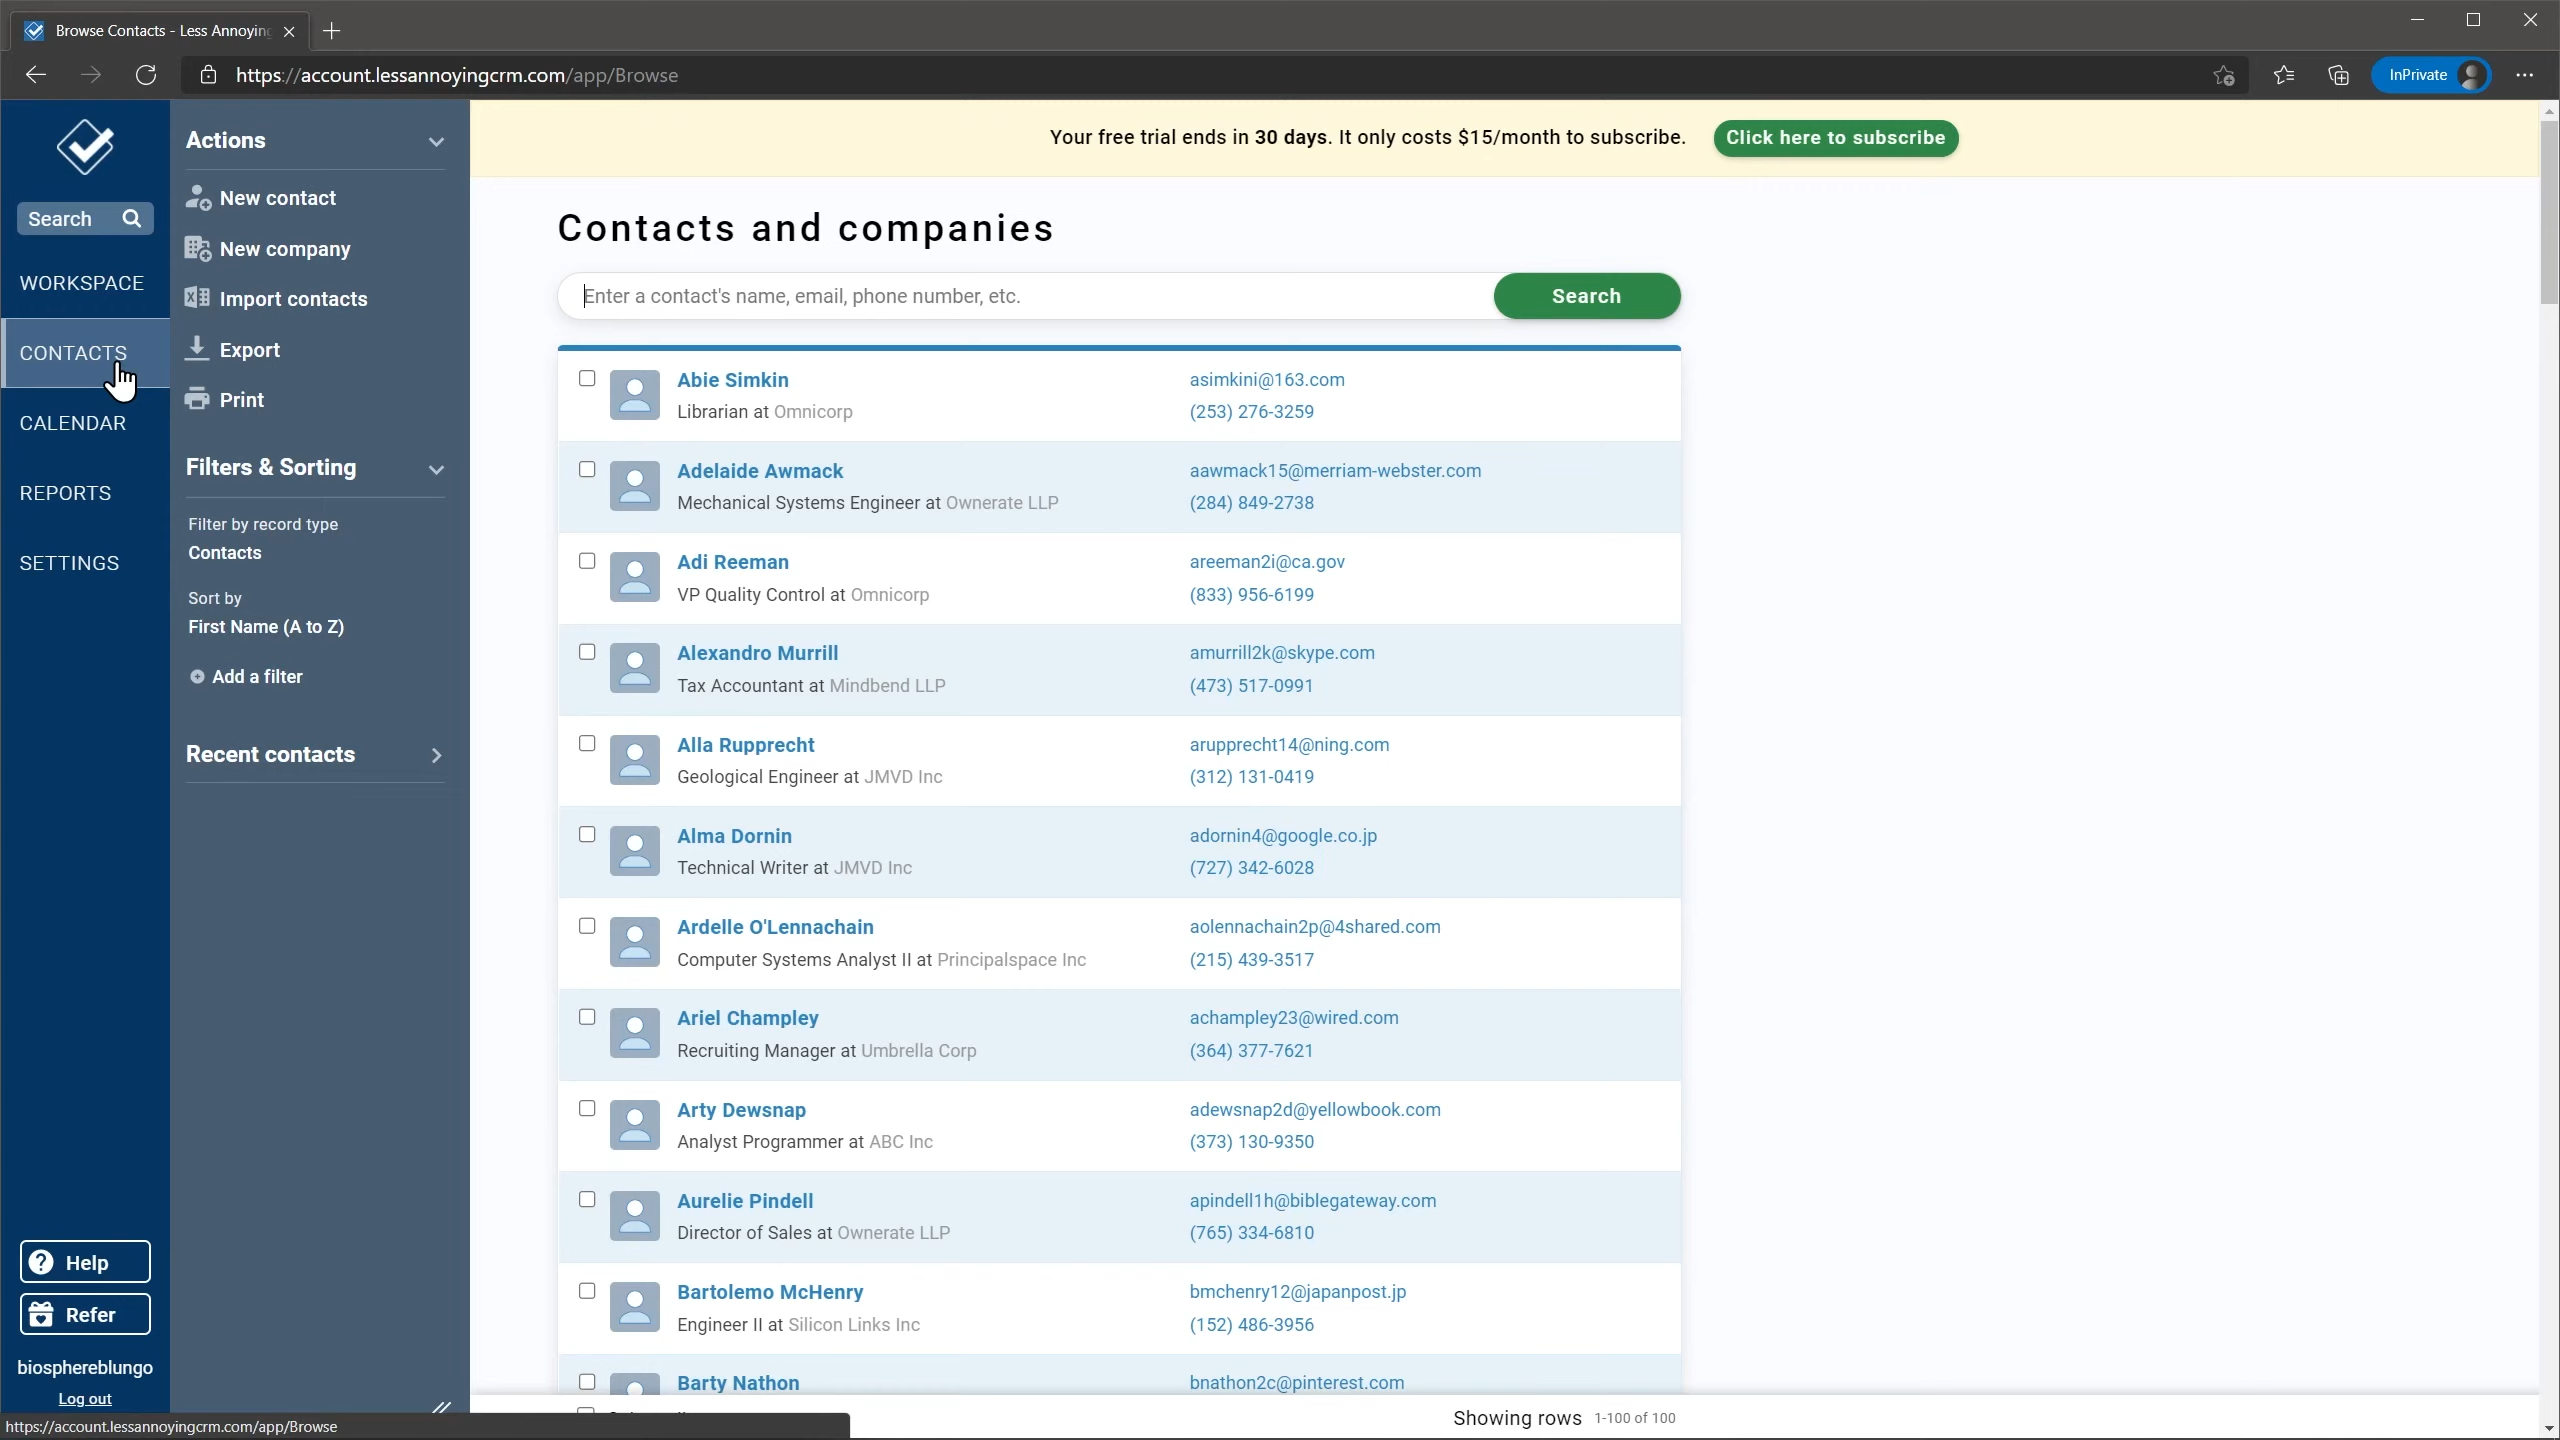 Browse Contacts - Less Annoying
https://account.lessannoyingcrm.com/app/Browse
InPrivate
Search
WORKSPACE
CONTACTS
CALENDAR
REPORTS
SETTINGS
Help
Refer
biosphereblungo
Log out
Actions
New contact
New company
Import contacts
Export
Print
Filters & Sorting
Filter by record type
Contacts
Sort by
First Name (A to Z)
Add a filter
Recent contacts
Your free trial ends in 30 days. It only costs $15/month to subscribe. Click here to subscribe
Contacts and companies
Enter a contact's name, email, phone number, etc. Search
Abie Simkin asimkini@163.com
Librarian at Omnicorp (253) 276-3259
Adelaide Awmack aawmack15@merriam-webster.com
Mechanical Systems Engineer at Ownerate LLP (284) 849-2738
Adi Reeman areeman2i@ca.gov
VP Quality Control at Omnicorp (833) 956-6199
Alexandro Murrill amurrill2k@skype.com
Tax Accountant at Mindbend LLP (473) 517-0991
Alla Rupprecht arupprecht14@ning.com
Geological Engineer at JMVD Inc (312) 131-0419
Alma Dornin adornin4@google.co.jp
Technical Writer at JMVD Inc (727) 342-6028
Ardelle O'Lennachain aolennachain2p@4shared.com
Computer Systems Analyst II at Principalspace Inc (215) 439-3517
Ariel Champley achampley23@wired.com
Recruiting Manager at Umbrella Corp (364) 377-7621
Arty Dewsnap adewsnap2d@yellowbook.com
Analyst Programmer at ABC Inc (373) 130-9350
Aurelie Pindell apindell1h@biblegateway.com
Director of Sales at Ownerate LLP (765) 334-6810
Bartolemo McHenry bmchenry12@japanpost.jp
Engineer II at Silicon Links Inc (152) 486-3956
Barty Nathon bnathon2c@pinterest.com
Showing rows 1-100 of 100
https://account.lessannoyingcrm.com/app/Browse